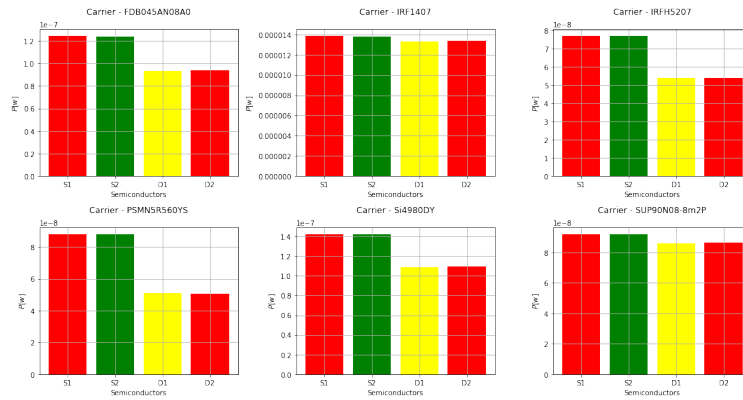 Carrier - FDB045AN08A0
1e−7
1.2
1.0
0.8
0.6
0.4
0.2
0.0
P[w]
S1 S2 D1 D2
Semiconductors
Carrier - IRF1407
0.000014
0.000012
0.000010
0.000008
0.000006
0.000004
0.000002
0.000000
P[w]
S1 S2 D1 D2
Semiconductors
Carrier - IRFH5207
1e−8
8
7
6
5
4
3
2
1
0
P[w]
S1 S2 D1 D2
Semiconductors
Carrier - PSMN5R560YS
1e−8
8
6
4
2
0
P[w]
S1 S2 D1 D2
Semiconductors
Carrier - Si4980DY
1e−7
1.4
1.2
1.0
0.8
0.6
0.4
0.2
0.0
P[w]
S1 S2 D1 D2
Semiconductors
Carrier - SUP90N08-8m2P
1e−8
8
6
4
2
0
P[w]
S1 S2 D1 D2
Semiconductors